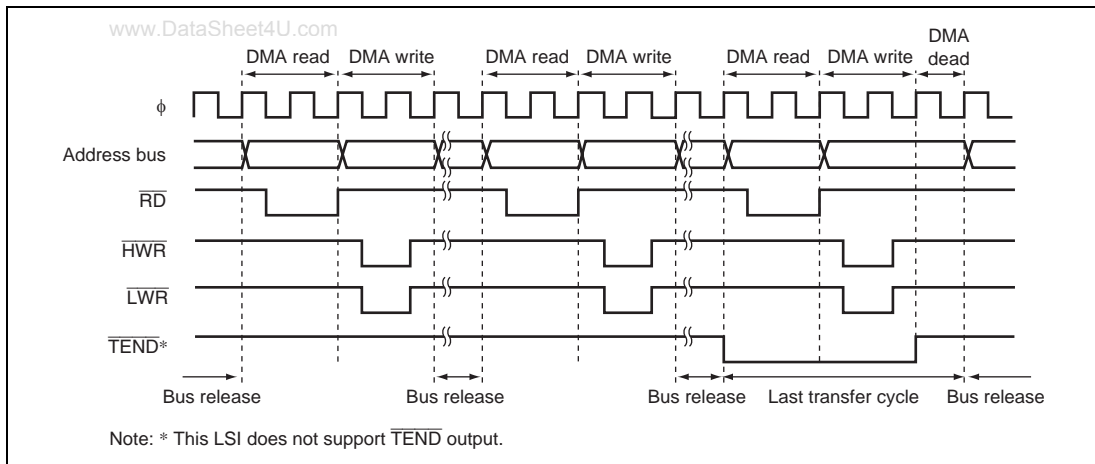 www.DataSheet4U.com
DMA read DMA write DMA read DMA write DMA read DMA write DMA dead
φ
Address bus
RD
HWR
LWR
TEND*
Bus release Bus release Bus release Last transfer cycle Bus release
Note: * This LSI does not support TEND output.